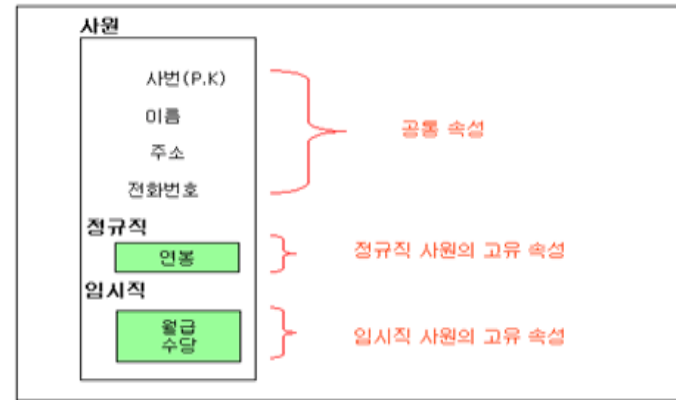 사원
사번(P.K)
이름
공통 속성
주소
전화번호
정규직
연봉
정규직 사원의 고유 속성
임시직
월급
수당
임시직 사원의 고유 속성